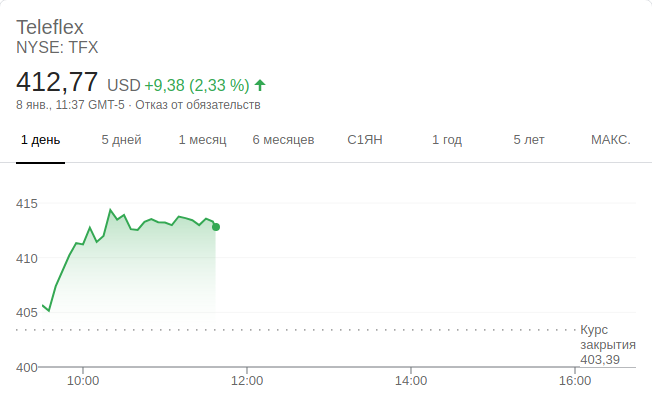 Teleflex
NYSE: TFX
412,77 USD +9,38 (2,33 %)
8 янв., 11:37 GMT-5 · Отказ от обязательств
1 день 5 дней 1 месяц 6 месяцев С1ЯН 1 год 5 лет МАКС.
415
410
405
Курс
закрытия
403,39
400
10:00 12:00 14:00 16:00